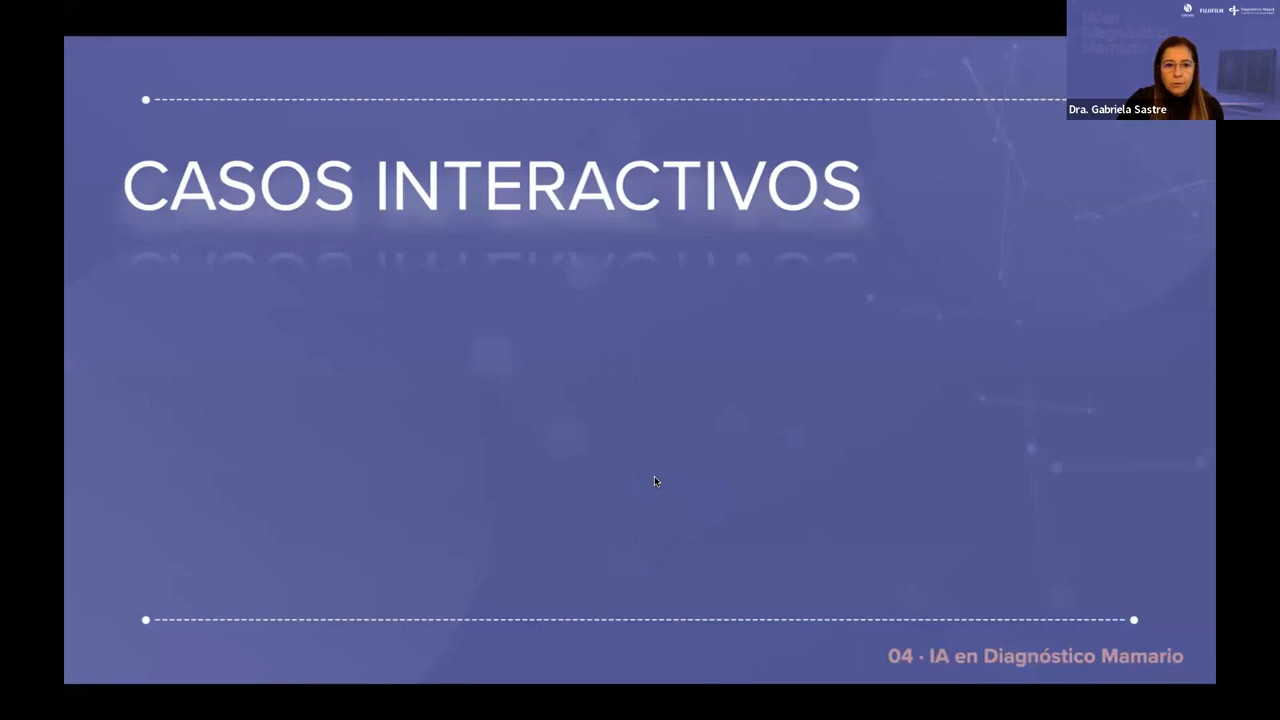 FUJIFILM
Dra. Gabriela Sastre
CASOS INTERACTIVOS
04 · IA en Diagnóstico Mamario